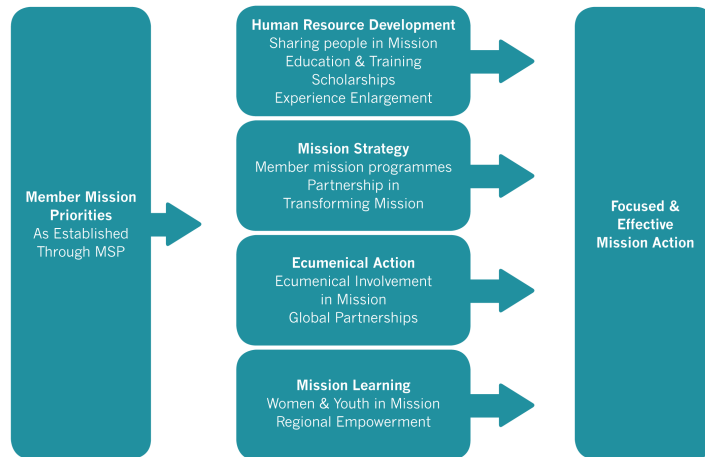 Member Mission
Priorities
As Established
Through MSP
Human Resource Development
Sharing people in Mission
Education & Training
Scholarships
Experience Enlargement
Mission Strategy
Member mission programmes
Partnership in
Transforming Mission
Ecumenical Action
Ecumenical Involvement
in Mission
Global Partnerships
Mission Learning
Women & Youth in Mission
Regional Empowerment
Focused &
Effective
Mission Action